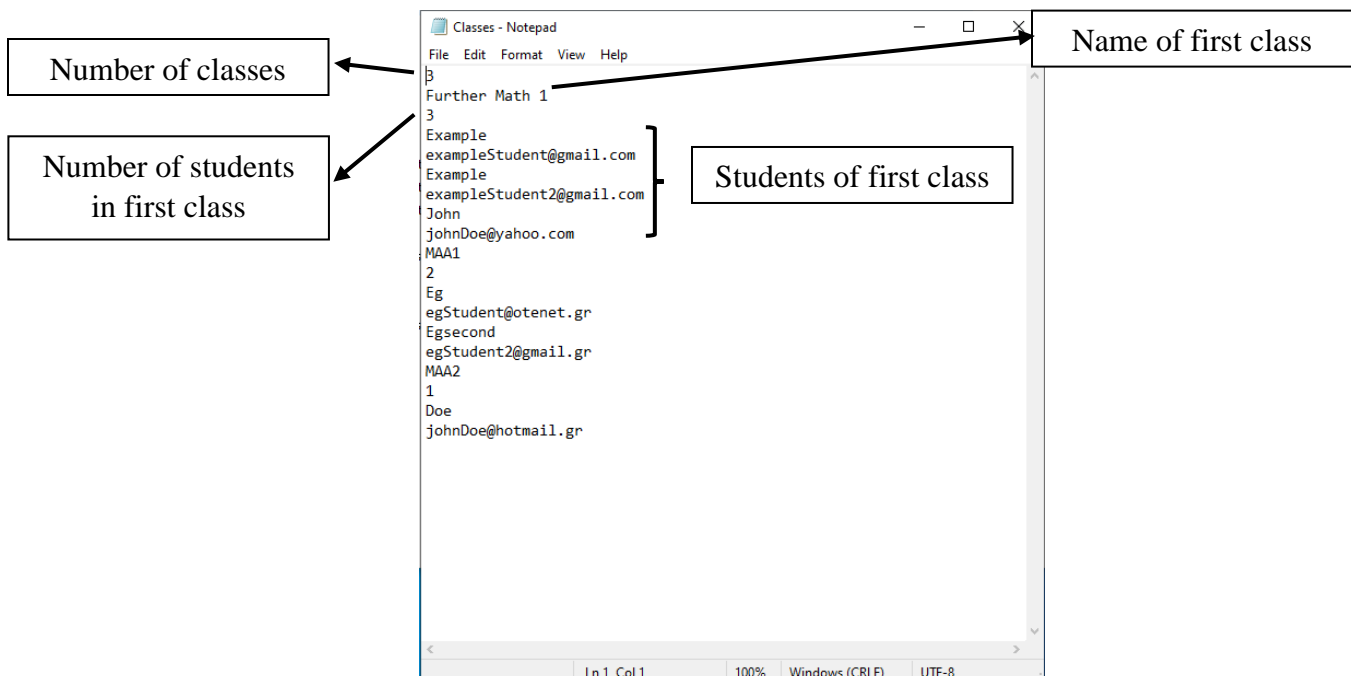 Classes - Notepad
File Edit Format View Help
Number of classes
Name of first class
Number of students
in first class
Students of first class
3
Further Math 1
3
Example
exampleStudent@gmail.com
Example
exampleStudent2@gmail.com
John
johnDoe@yahoo.com
MAA1
2
Eg
egStudent@otenet.gr
Egsecond
egStudent2@gmail.gr
MAA2
1
Doe
johnDoe@hotmail.gr
Ln 1, Col 1 100% Windows (CRLF) UTF-8